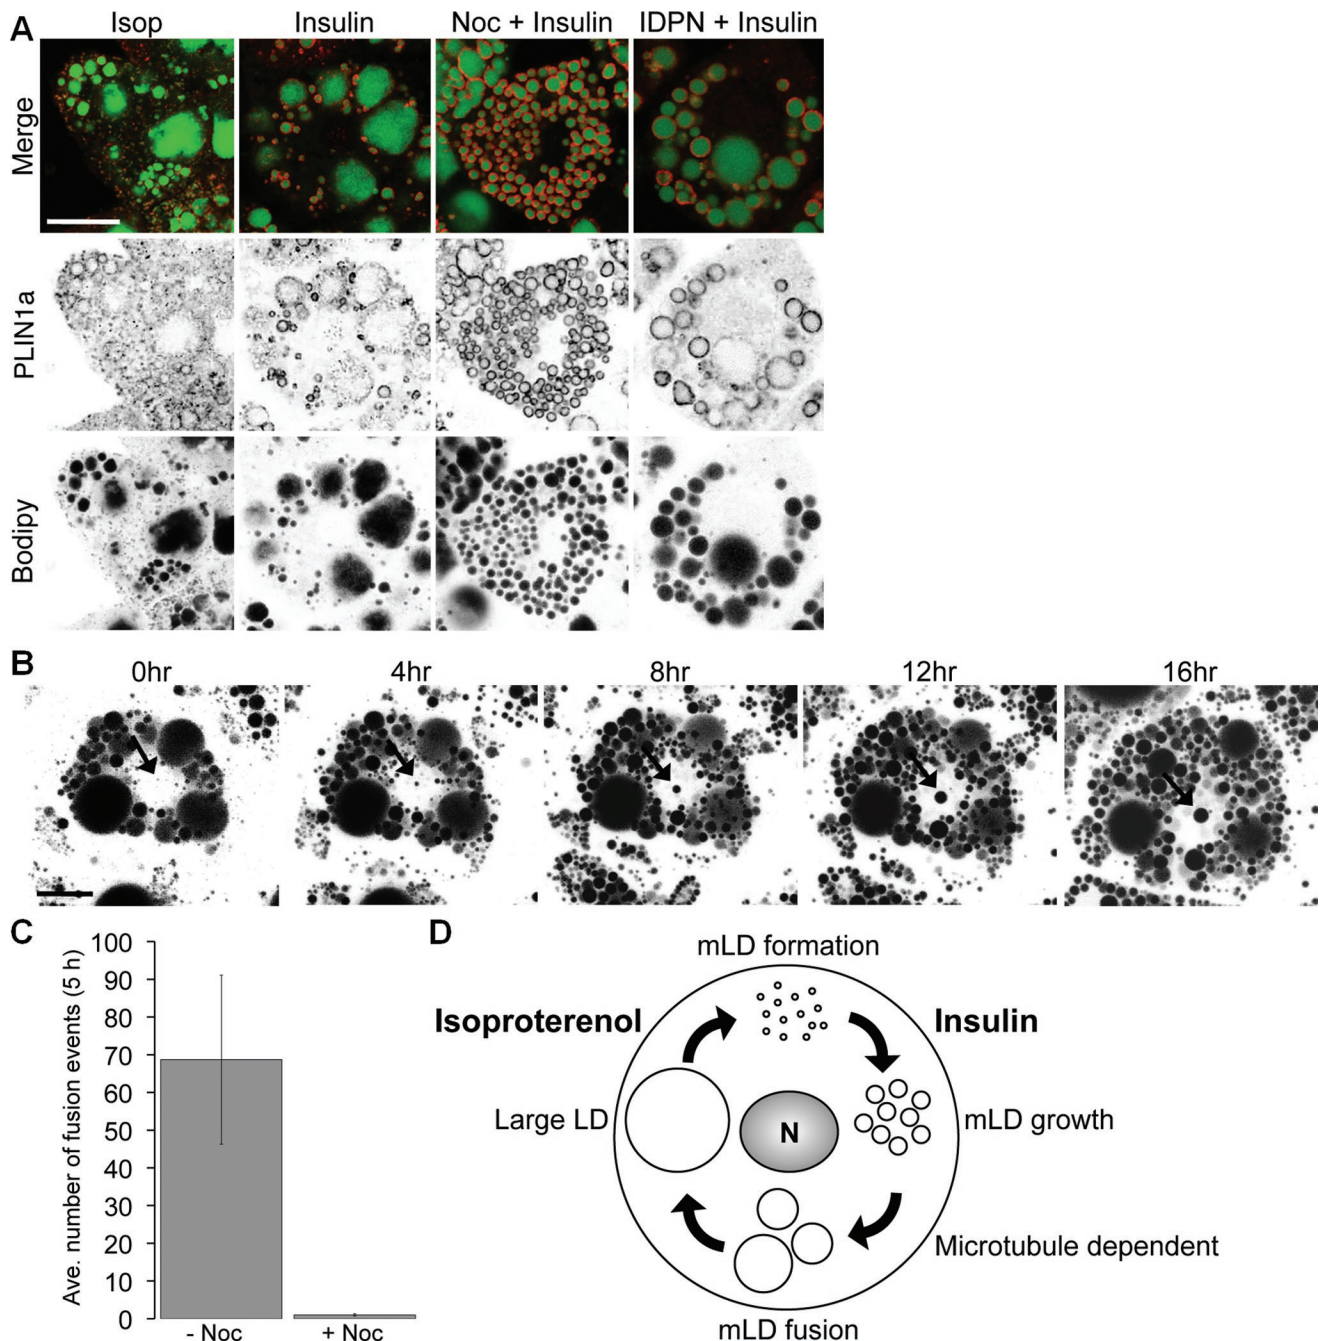 A
Isop
Insulin
Noc + Insulin
IDPN + Insulin
Merge
PLIN1a
Bodipy
B
0hr
4hr
8hr
12hr
16hr
C
Ave. number of fusion events (5 h)
100
90
80
70
60
50
40
30
20
10
0
- Noc
+ Noc
D
mLD formation
Isoproterenol
Insulin
Large LD
N
mLD growth
Microtubule dependent
mLD fusion